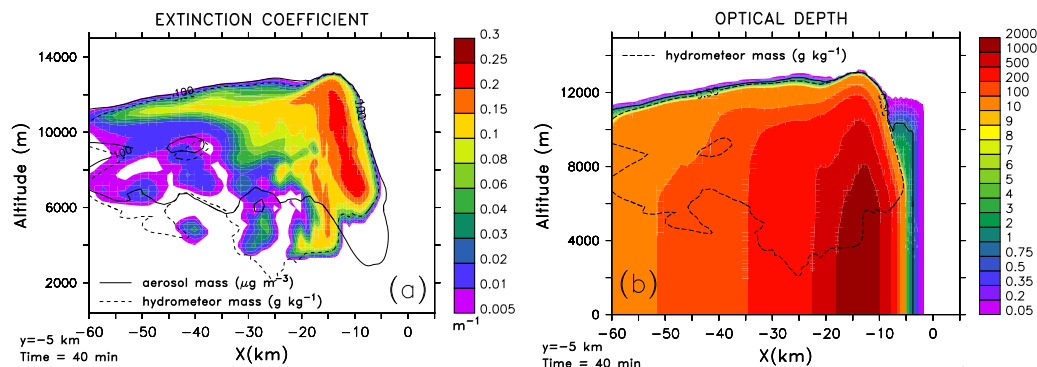 EXTINCTION COEFFICIENT
14000
12000
10000
8000
6000
4000
2000
Altitude (m)
100
100
100
aerosol mass (μg m⁻³)
hydrometeor mass (g kg⁻¹)
(a)
-60 -50 -40 -30 -20 -10 0
X(km)
y=-5 km
Time = 40 min
0.3
0.25
0.2
0.15
0.1
0.08
0.06
0.04
0.03
0.02
0.01
0.005
m⁻¹
OPTICAL DEPTH
hydrometeor mass (g kg⁻¹)
12000
8000
4000
0
Altitude (m)
(b)
-60 -50 -40 -30 -20 -10 0
X(km)
y=-5 km
Time = 40 min
2000
1000
500
200
100
10
9
8
7
6
5
4
3
2
1
0.75
0.55
0.35
0.2
0.05